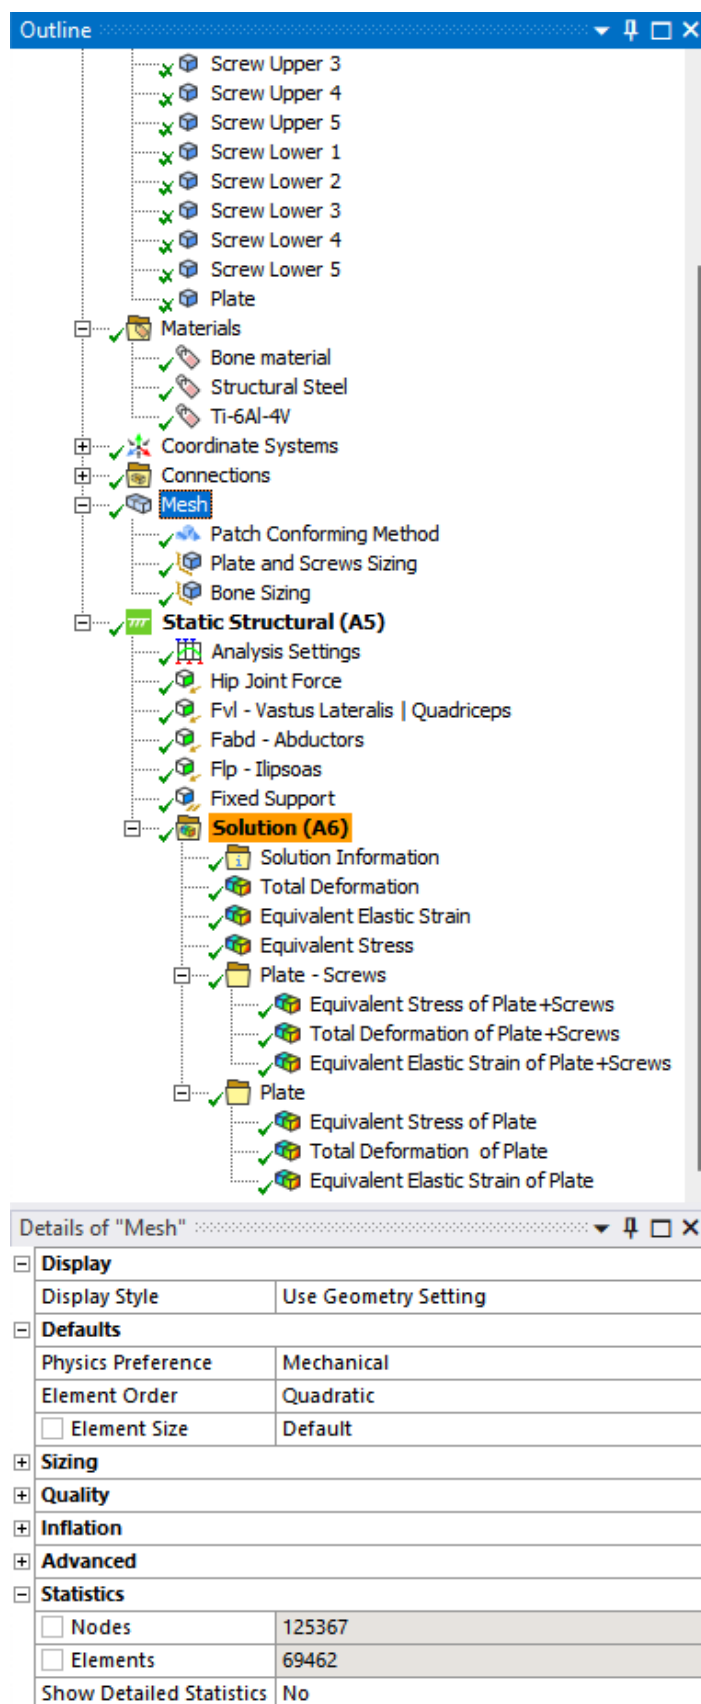 Outline
Screw Upper 3
Screw Upper 4
Screw Upper 5
Screw Lower 1
Screw Lower 2
Screw Lower 3
Screw Lower 4
Screw Lower 5
Plate
Materials
Bone material
Structural Steel
Ti-6Al-4V
Coordinate Systems
Connections
Mesh
Patch Conforming Method
Plate and Screws Sizing
Bone Sizing
Static Structural (A5)
Analysis Settings
Hip Joint Force
Fvl - Vastus Lateralis | Quadriceps
Fabd - Abductors
FIp - Ilipsoas
Fixed Support
Solution (A6)
Solution Information
Total Deformation
Equivalent Elastic Strain
Equivalent Stress
Plate - Screws
Equivalent Stress of Plate+Screws
Total Deformation of Plate+Screws
Equivalent Elastic Strain of Plate+Screws
Plate
Equivalent Stress of Plate
Total Deformation  of Plate
Equivalent Elastic Strain of Plate
Details of "Mesh"
Display
Display Style Use Geometry Setting
Defaults
Physics Preference Mechanical
Element Order Quadratic
Element Size Default
Sizing
Quality
Inflation
Advanced
Statistics
Nodes 125367
Elements 69462
Show Detailed Statistics No